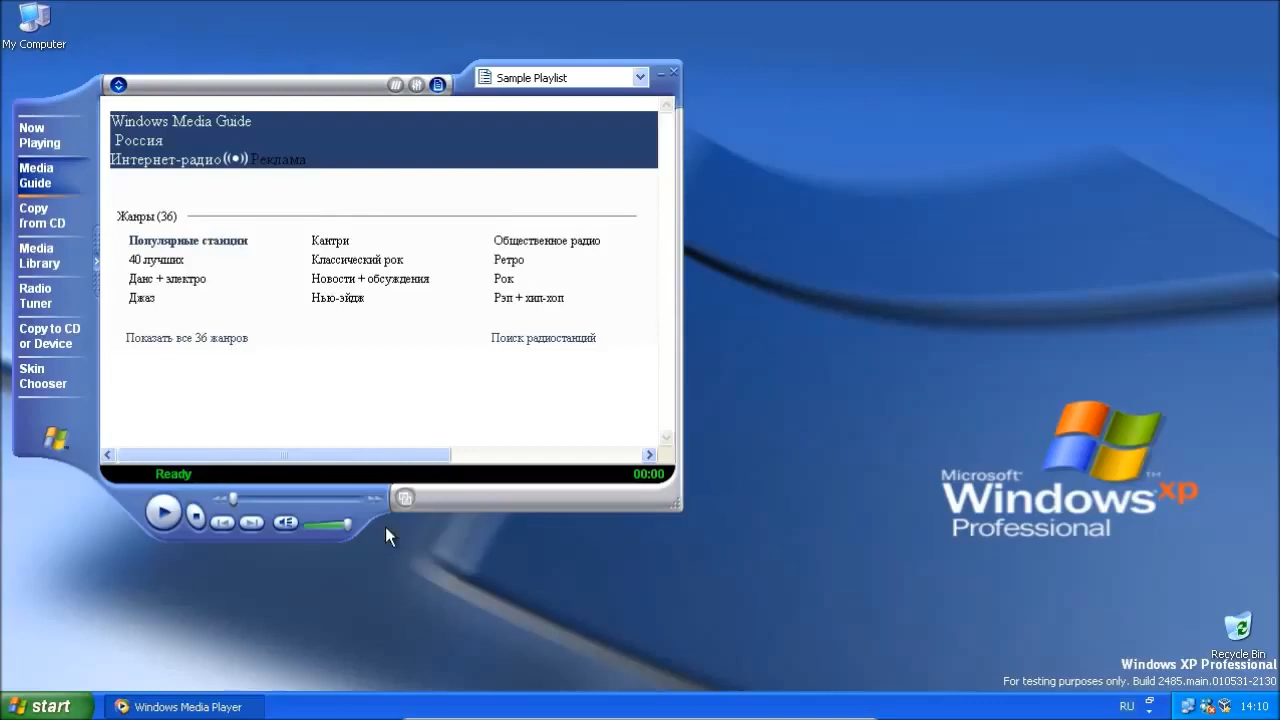 My Computer
Sample Playlist
Now
Playing
Media
Guide
Copy
from CD
Media
Library
Radio
Tuner
Copy to CD
or Device
Skin
Chooser
Windows Media Guide
Россия
Интернет-радио Реклама
Жанры (36)
Популярные станции Кантри Общественное радио
40 лучших Классический рок Ретро
Данс + электро Новости + обсуждения Рок
Джаз Нью-эйдж Рэп + хип-хоп
Показать все 36 жанров Поиск радиостанций
Ready 00:00
Microsoft
Windows xp
Professional
Recycle Bin
Windows XP Professional
For testing purposes only. Build 2485.main.010531-2130
start Windows Media Player RU 14:10